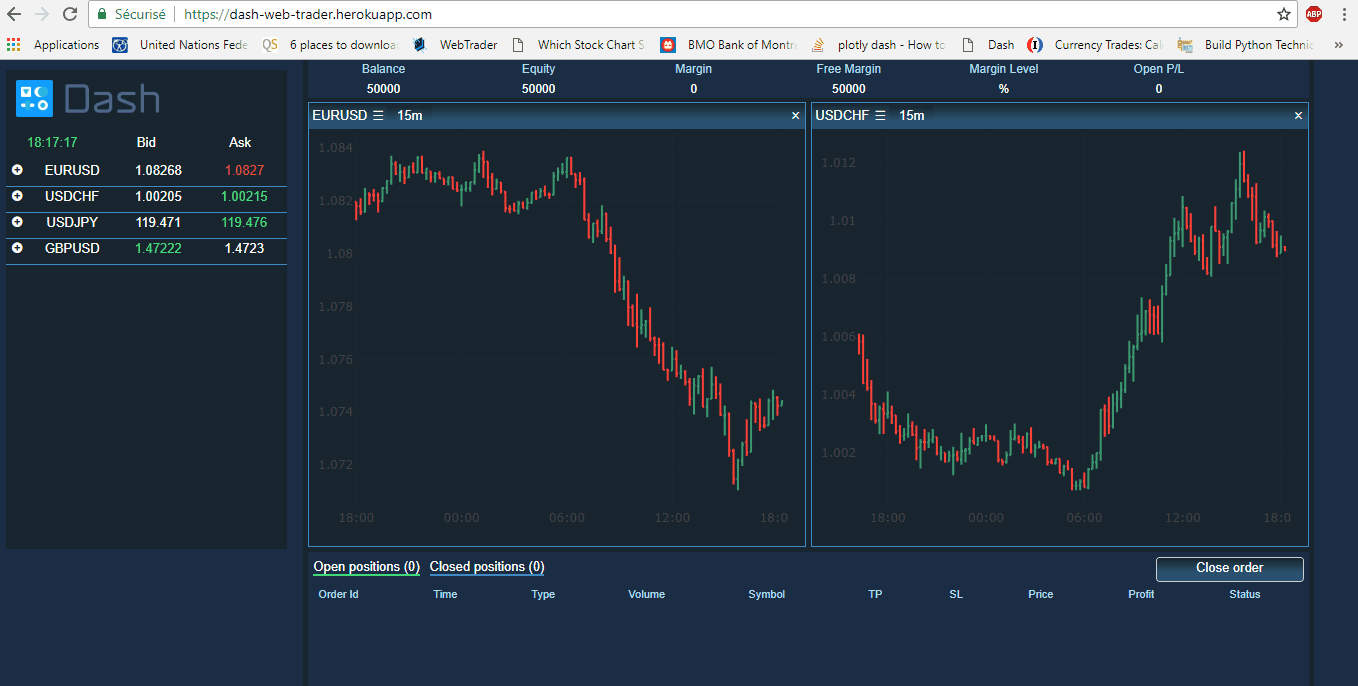 Sécurisé https://dash-web-trader.herokuapp.com ABP
Applications United Nations Fede QS 6 places to downloa WebTrader Which Stock Chart S BMO Bank of Montr plotly dash - How to Dash Currency Trades: Cal Build Python Technic »
Dash
18:17:17 Bid Ask
EURUSD 1.08268 1.0827
USDCHF 1.00205 1.00215
USDJPY 119.471 119.476
GBPUSD 1.47222 1.4723
Balance Equity Margin Free Margin Margin Level Open P/L
50000 50000 0 50000 % 0
EURUSD ☰ 15m ×
1.084
1.082
1.08
1.078
1.076
1.074
1.072
18:00 00:00 06:00 12:00 18:0
USDCHF ☰ 15m ×
1.012
1.01
1.008
1.006
1.004
1.002
18:00 00:00 06:00 12:00 18:0
Open positions (0) Closed positions (0) Close order
Order Id Time Type Volume Symbol TP SL Price Profit Status